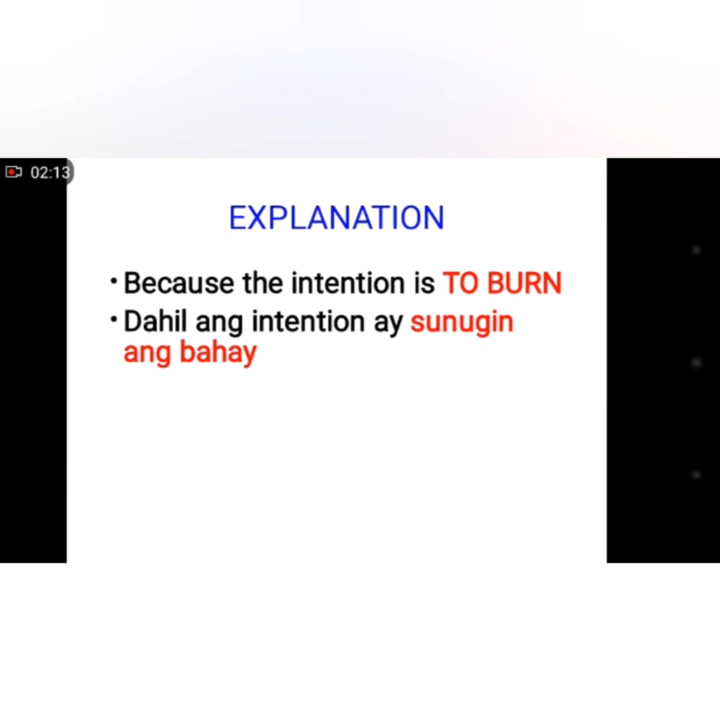 02:13
EXPLANATION
• Because the intention is TO BURN
• Dahil ang intention ay sunugin
ang bahay